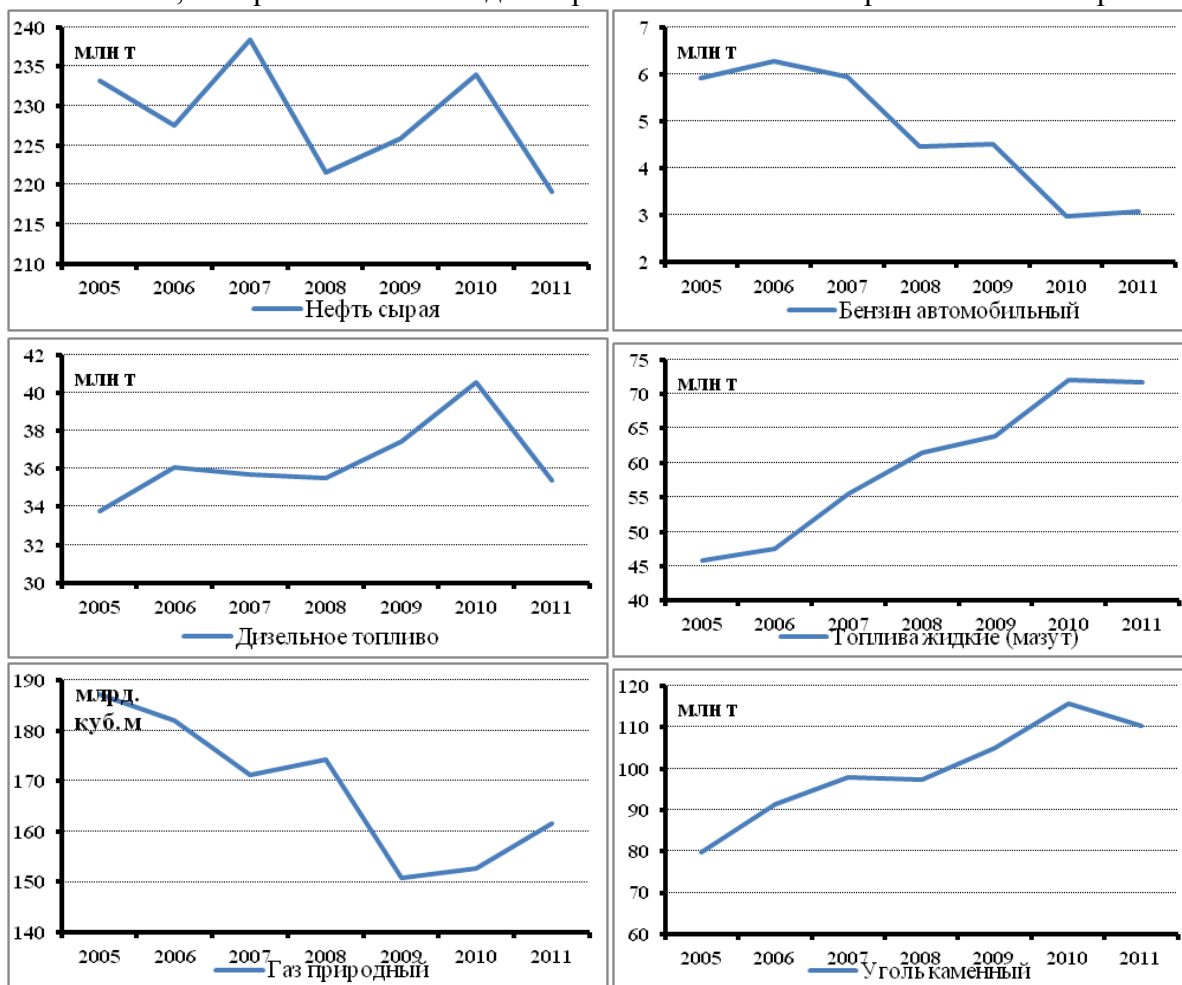 240
235
230
225
220
215
210
млн т
2005 2006 2007 2008 2009 2010 2011
Нефть сырая
7
6
5
4
3
2
млн т
2005 2006 2007 2008 2009 2010 2011
Бензин автомобильный
42
40
38
36
34
32
30
млн т
2005 2006 2007 2008 2009 2010 2011
Дизельное топливо
75
70
65
60
55
50
45
40
млн т
2005 2006 2007 2008 2009 2010 2011
Топлива жидкие (мазут)
190
180
170
160
150
140
млрд.
куб.м
2005 2006 2007 2008 2009 2010 2011
Газ природный
120
110
100
90
80
70
60
млн т
2005 2006 2007 2008 2009 2010 2011
Уголь каменный